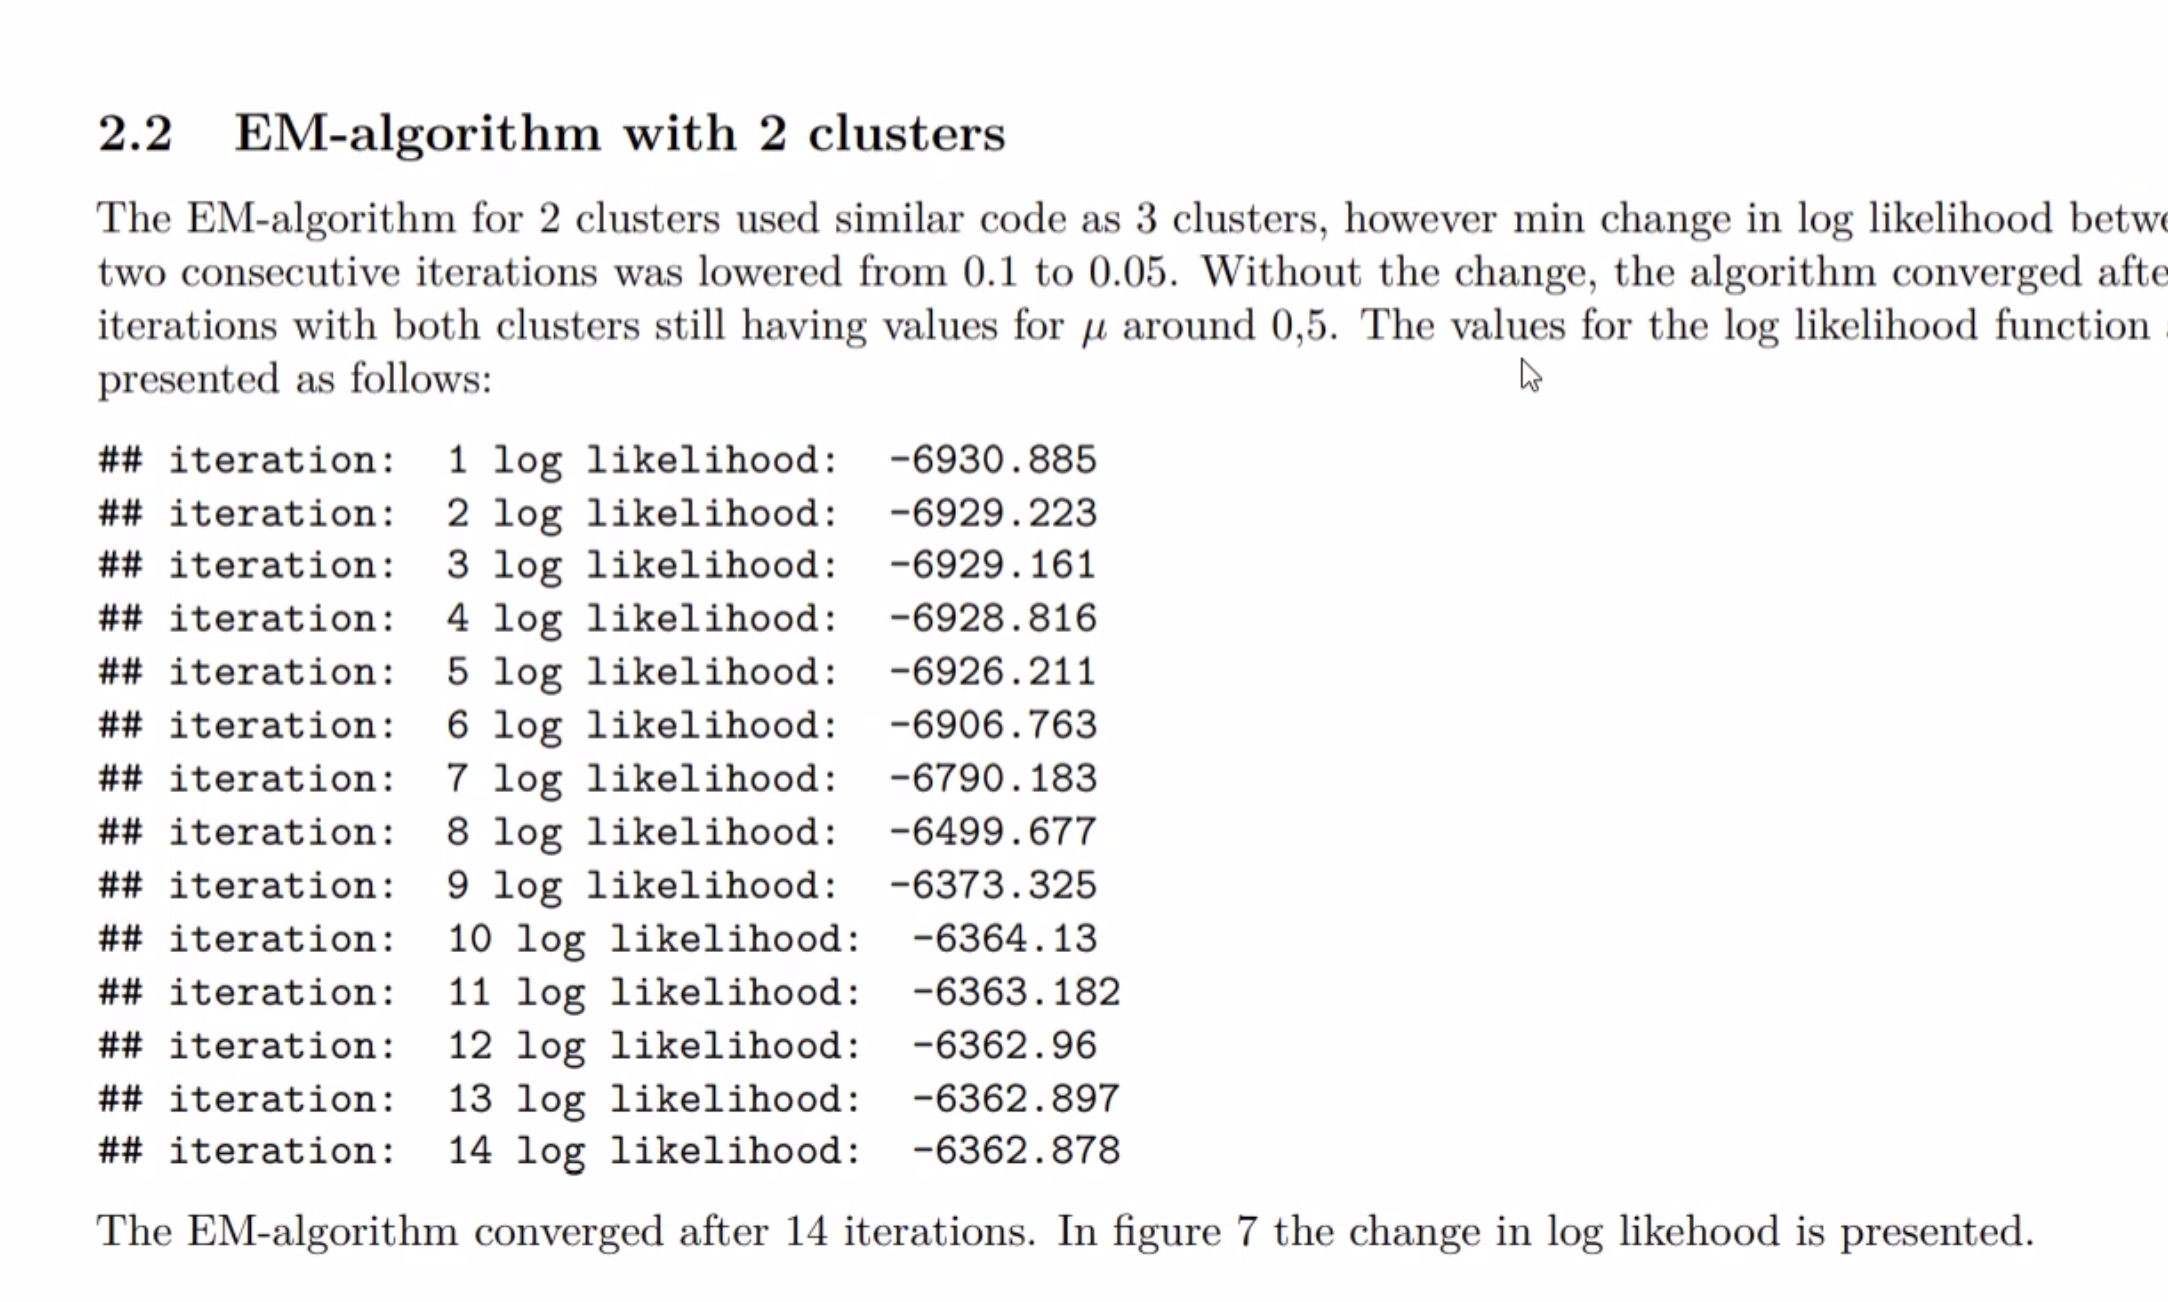 2.2 EM-algorithm with 2 clusters
The EM-algorithm for 2 clusters used similar code as 3 clusters, however min change in log likelihood
two consecutive iterations was lowered from 0.1 to 0.05. Without the change, the algorithm converged
iterations with both clusters still having values for μ around 0,5. The values for the log likelihood function
presented as follows:
## iteration: 1 log likelihood: -6930.885
## iteration: 2 log likelihood: -6929.223
## iteration: 3 log likelihood: -6929.161
## iteration: 4 log likelihood: -6928.816
## iteration: 5 log likelihood: -6926.211
## iteration: 6 log likelihood: -6906.763
## iteration: 7 log likelihood: -6790.183
## iteration: 8 log likelihood: -6499.677
## iteration: 9 log likelihood: -6373.325
## iteration: 10 log likelihood: -6364.13
## iteration: 11 log likelihood: -6363.182
## iteration: 12 log likelihood: -6362.96
## iteration: 13 log likelihood: -6362.897
## iteration: 14 log likelihood: -6362.878
The EM-algorithm converged after 14 iterations. In figure 7 the change in log likehood is presented.